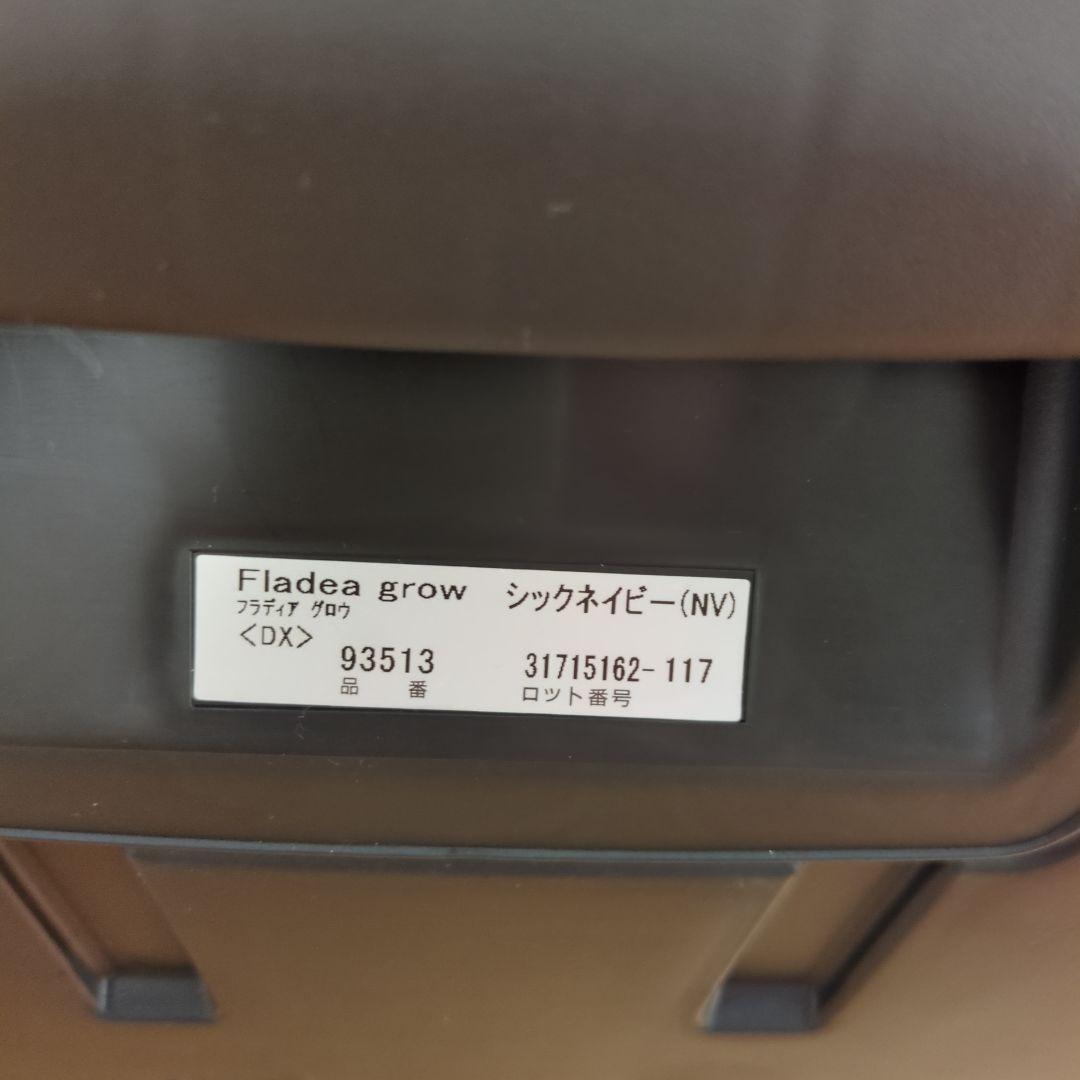 Fladea grow シックネイビー(NV)
フラディア グロウ
<DX>
93513 31715162-117
品 番 ロット番号